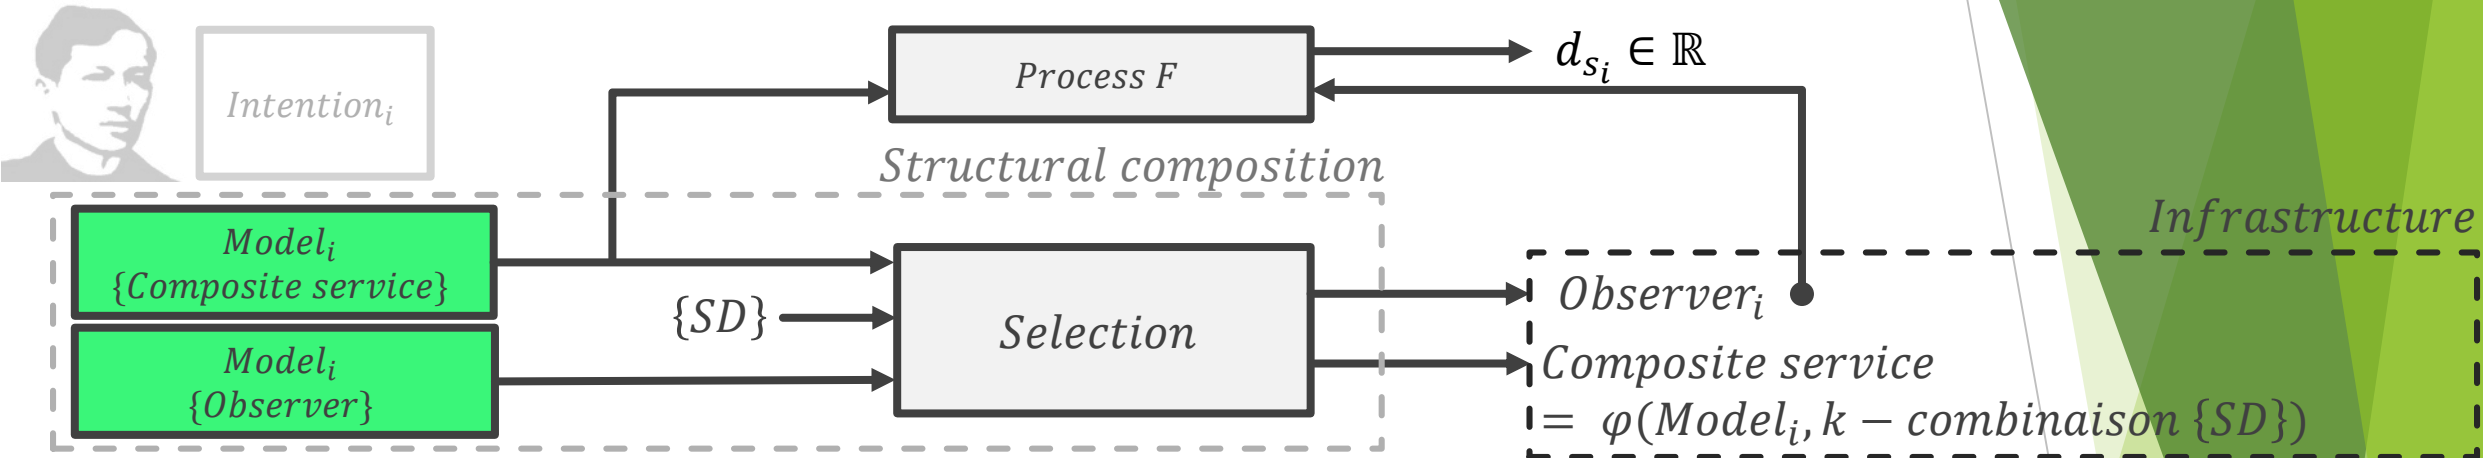 Intention_i
Process F
d_{s_i} ∈ ℝ
Structural composition
Infrastructure
Model_i
{Composite service}
{SD}
Selection
Observer_i
Model_i
{Observer}
Composite service
= φ(Model_i, k − combinaison {SD})